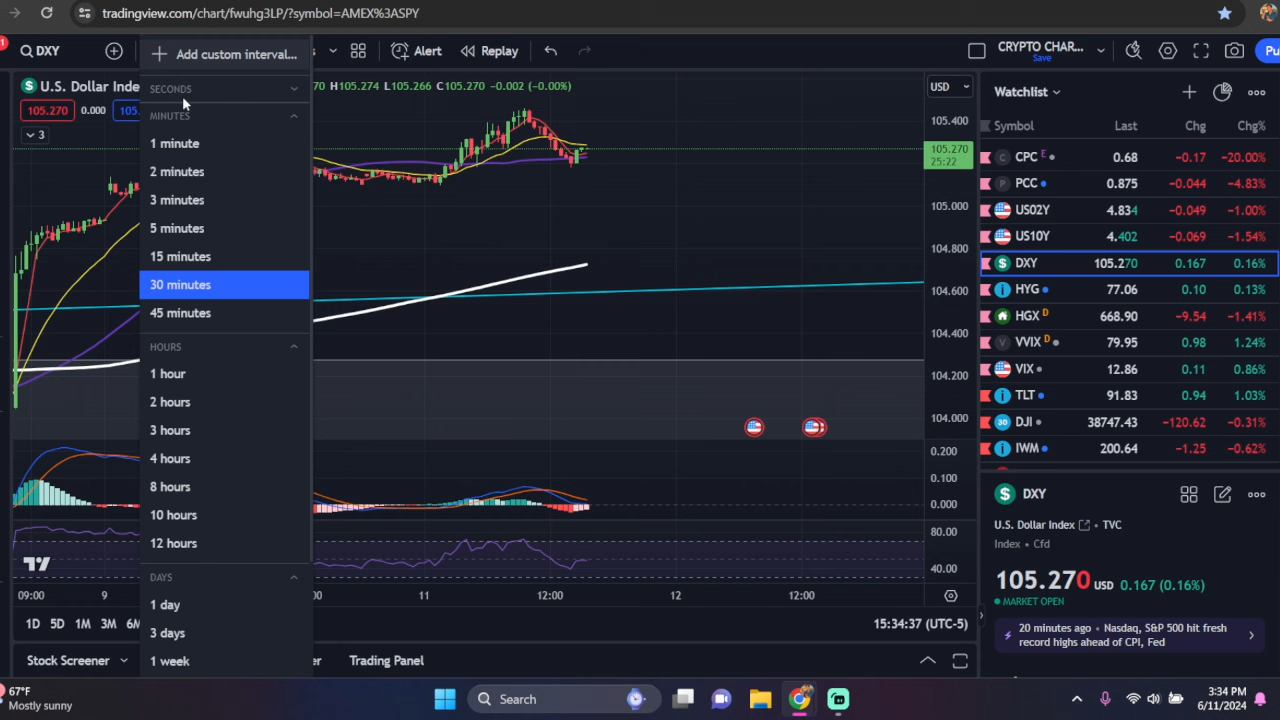 tradingview.com/chart/fwuhg3LP/?symbol=AMEX%3ASPY
DXY
Alert
Replay
CRYPTO CHAR...
Save
Pu
Add custom interval...
SECONDS
MINUTES
1 minute
2 minutes
3 minutes
5 minutes
15 minutes
30 minutes
45 minutes
HOURS
1 hour
2 hours
3 hours
4 hours
8 hours
10 hours
12 hours
DAYS
1 day
3 days
1 week
U.S. Dollar Inde
70 H105.274 L105.266 C105.270 -0.002 (-0.00%)
105.270 0.000 105.
3
USD
105.400
105.270
25:22
105.000
104.800
104.600
104.400
104.200
104.000
0.200
0.100
0.000
80.00
40.00
09:00 9 00 11 12:00 12 12:00
1D 5D 1M 3M 6M
15:34:37 (UTC-5)
Stock Screener
er
Trading Panel
Watchlist
Symbol Last Chg Chg%
CPC E 0.68 -0.17 -20.00%
PCC 0.875 -0.044 -4.83%
US02Y 4.834 -0.049 -1.00%
US10Y 4.402 -0.069 -1.54%
DXY 105.270 0.167 0.16%
HYG 77.06 0.10 0.13%
HGX D 668.90 -9.54 -1.41%
VVIX D 79.95 0.98 1.24%
VIX 12.86 0.11 0.86%
TLT 91.83 0.94 1.03%
30 DJI 38747.43 -120.62 -0.31%
IWM 200.64 -1.25 -0.62%
DXY
U.S. Dollar Index • TVC
Index • Cfd
105.270 USD 0.167 (0.16%)
MARKET OPEN
20 minutes ago • Nasdaq, S&P 500 hit fresh
record highs ahead of CPI, Fed
67°F
Mostly sunny
Search
3:34 PM
6/11/2024